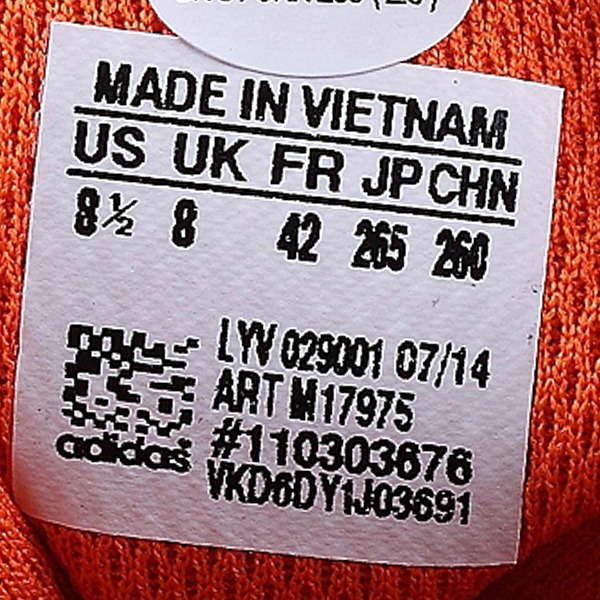 MADE IN VIETNAM
US UK FR JP CHN
8½ 8 42 265 260
LYV 029001 07/14
ART M17975
#110303676
VKD6DY1J03691
adidas